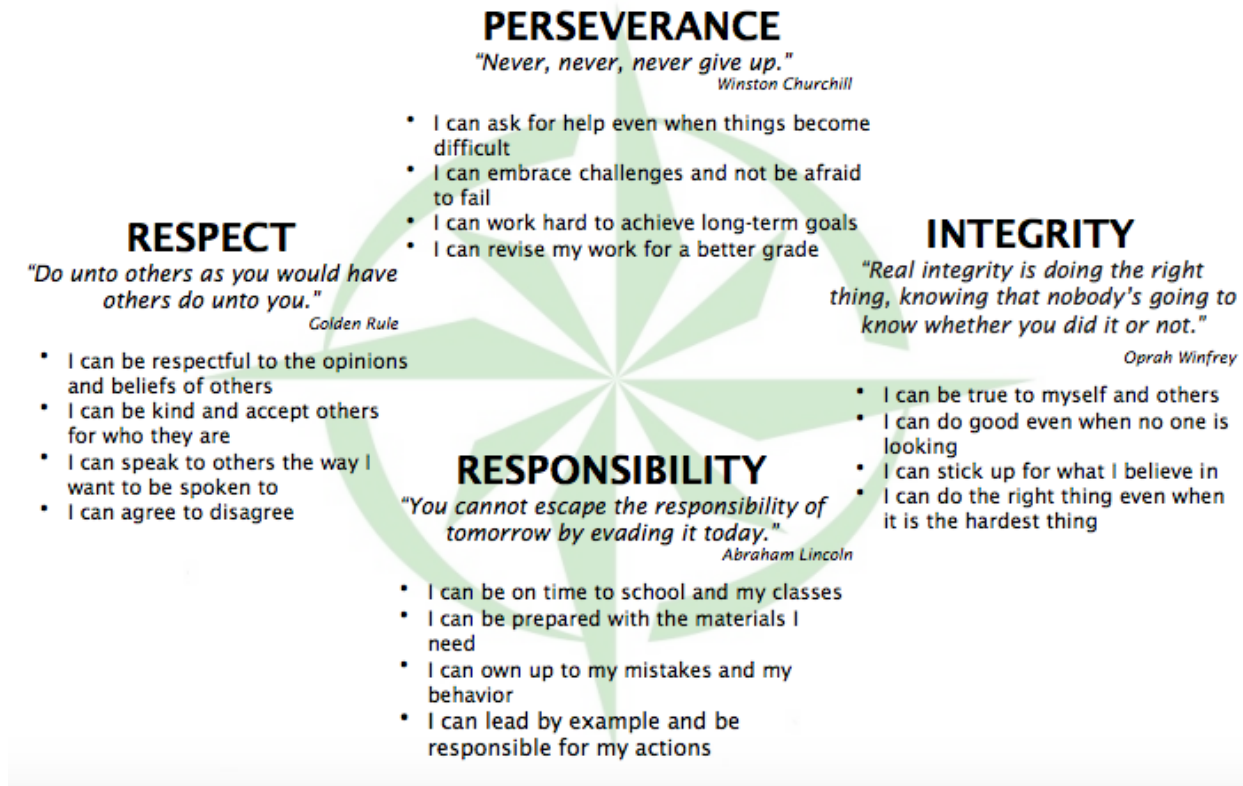 PERSEVERANCE
“Never, never, never give up.”
Winston Churchill
• I can ask for help even when things become
difficult
• I can embrace challenges and not be afraid
to fail
• I can work hard to achieve long-term goals
• I can revise my work for a better grade
RESPECT
“Do unto others as you would have
others do unto you.”
Golden Rule
• I can be respectful to the opinions
and beliefs of others
• I can be kind and accept others
for who they are
• I can speak to others the way I
want to be spoken to
• I can agree to disagree
INTEGRITY
“Real integrity is doing the right
thing, knowing that nobody’s going to
know whether you did it or not.”
Oprah Winfrey
• I can be true to myself and others
• I can do good even when no one is
looking
• I can stick up for what I believe in
• I can do the right thing even when
it is the hardest thing
RESPONSIBILITY
“You cannot escape the responsibility of
tomorrow by evading it today.”
Abraham Lincoln
• I can be on time to school and my classes
• I can be prepared with the materials I
need
• I can own up to my mistakes and my
behavior
• I can lead by example and be
responsible for my actions